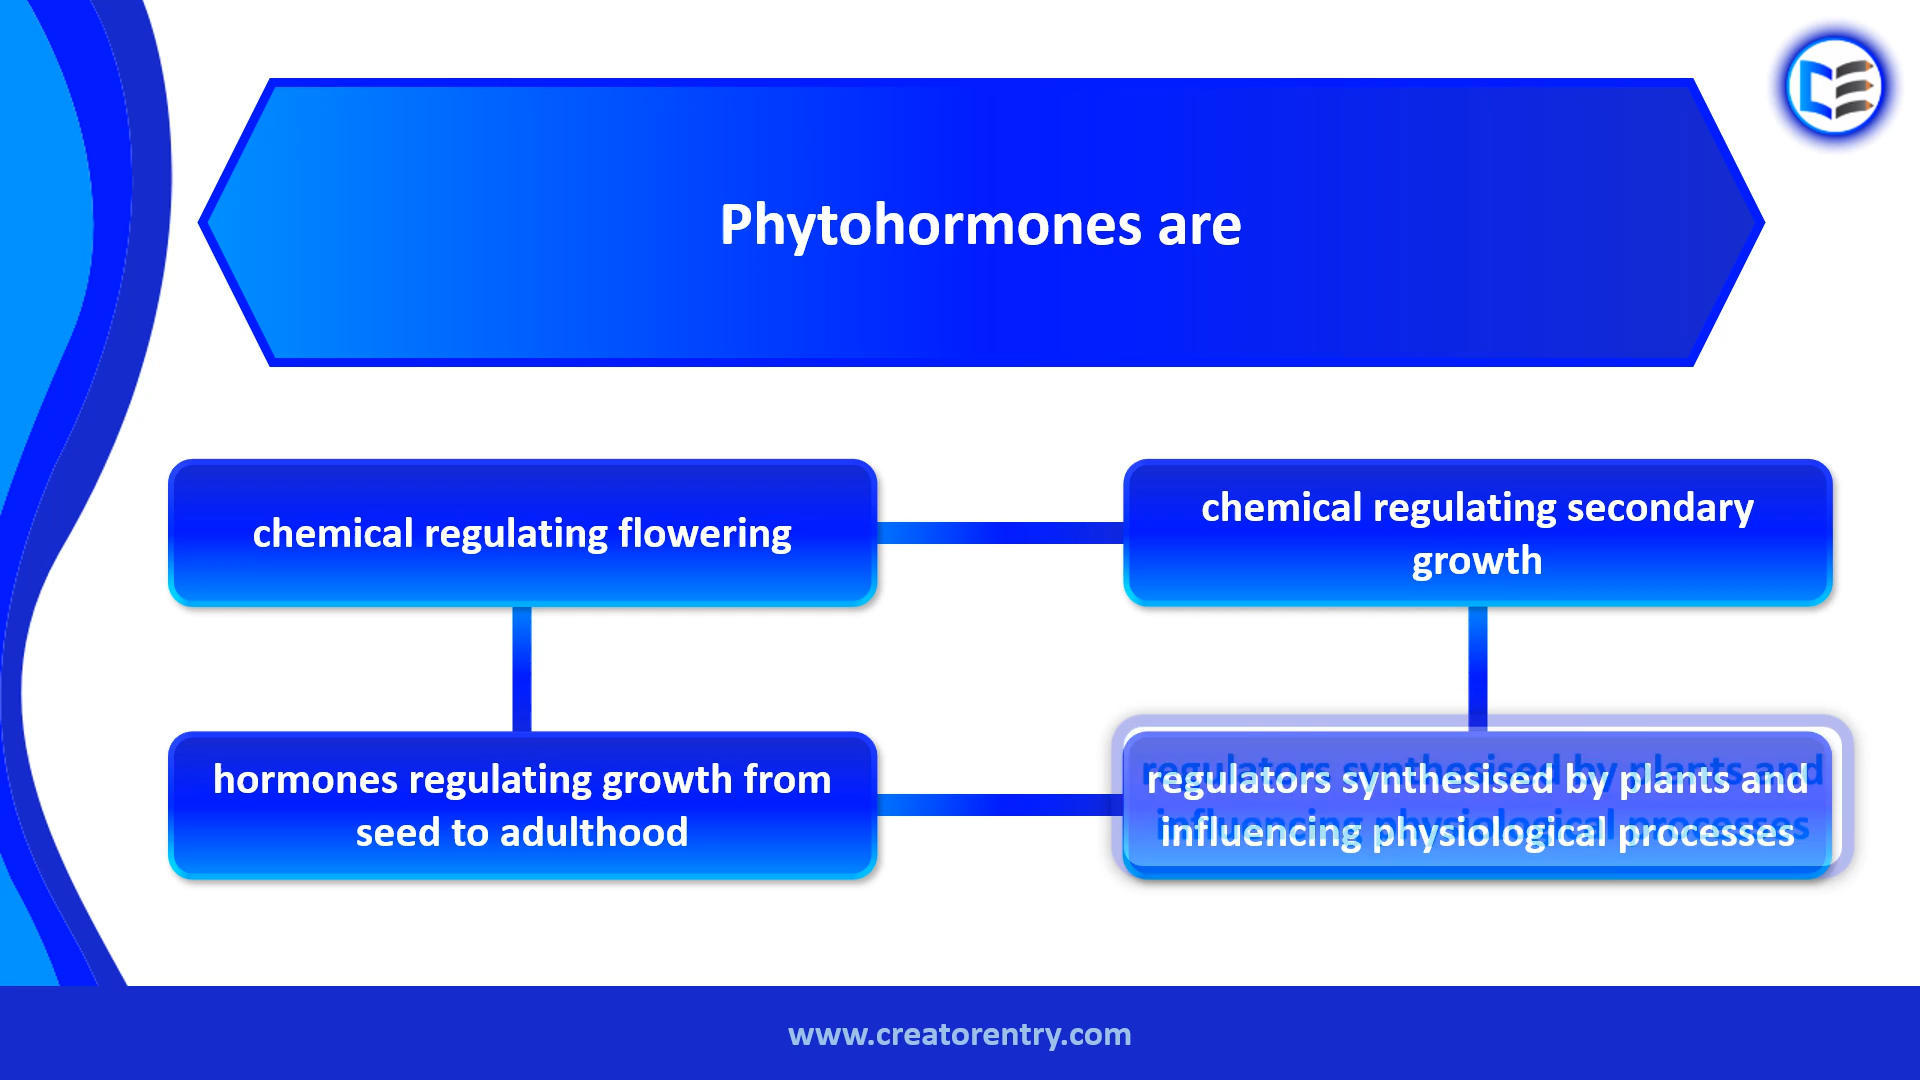 Phytohormones are
chemical regulating flowering
chemical regulating secondary
growth
hormones regulating growth from
seed to adulthood
regulators synthesised by plants and
influencing physiological processes
www.creatorentry.com